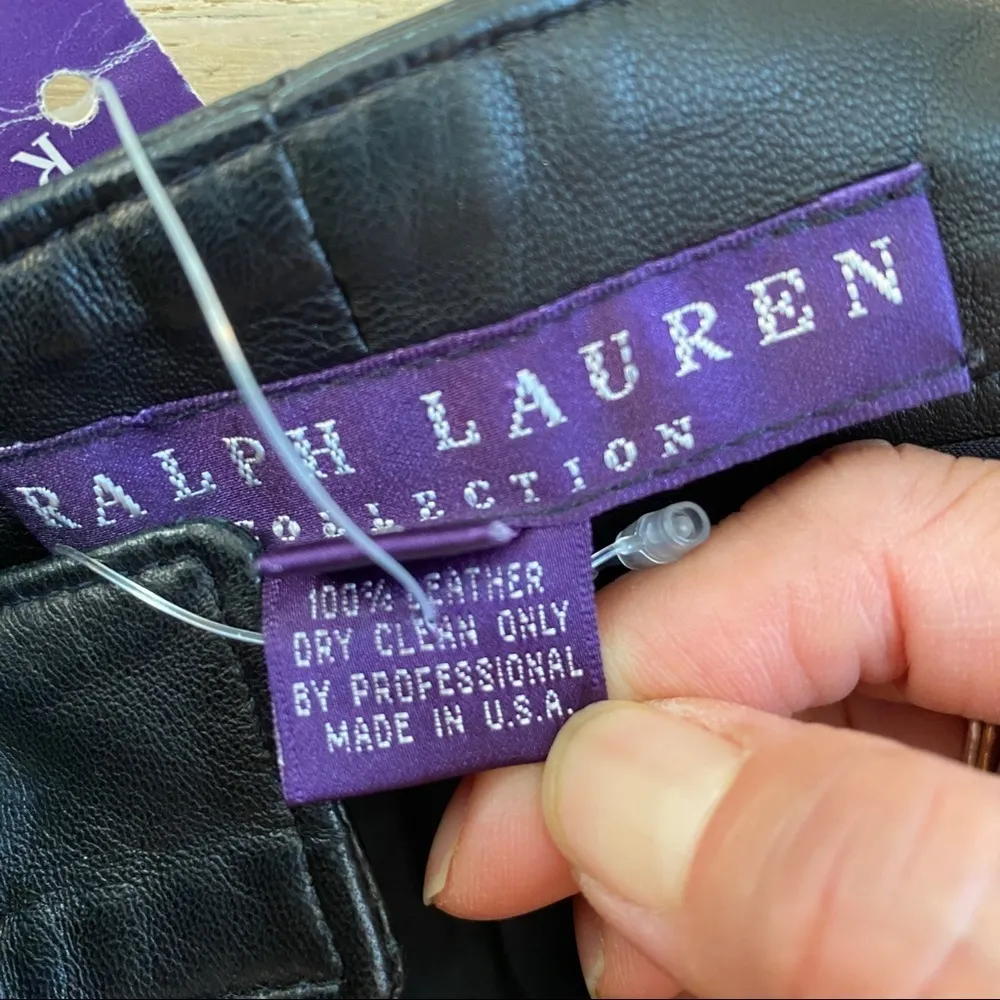 RALPH LAUREN
COLLECTION
100% LEATHER
DRY CLEAN ONLY
BY PROFESSIONAL
MADE IN U.S.A.
R